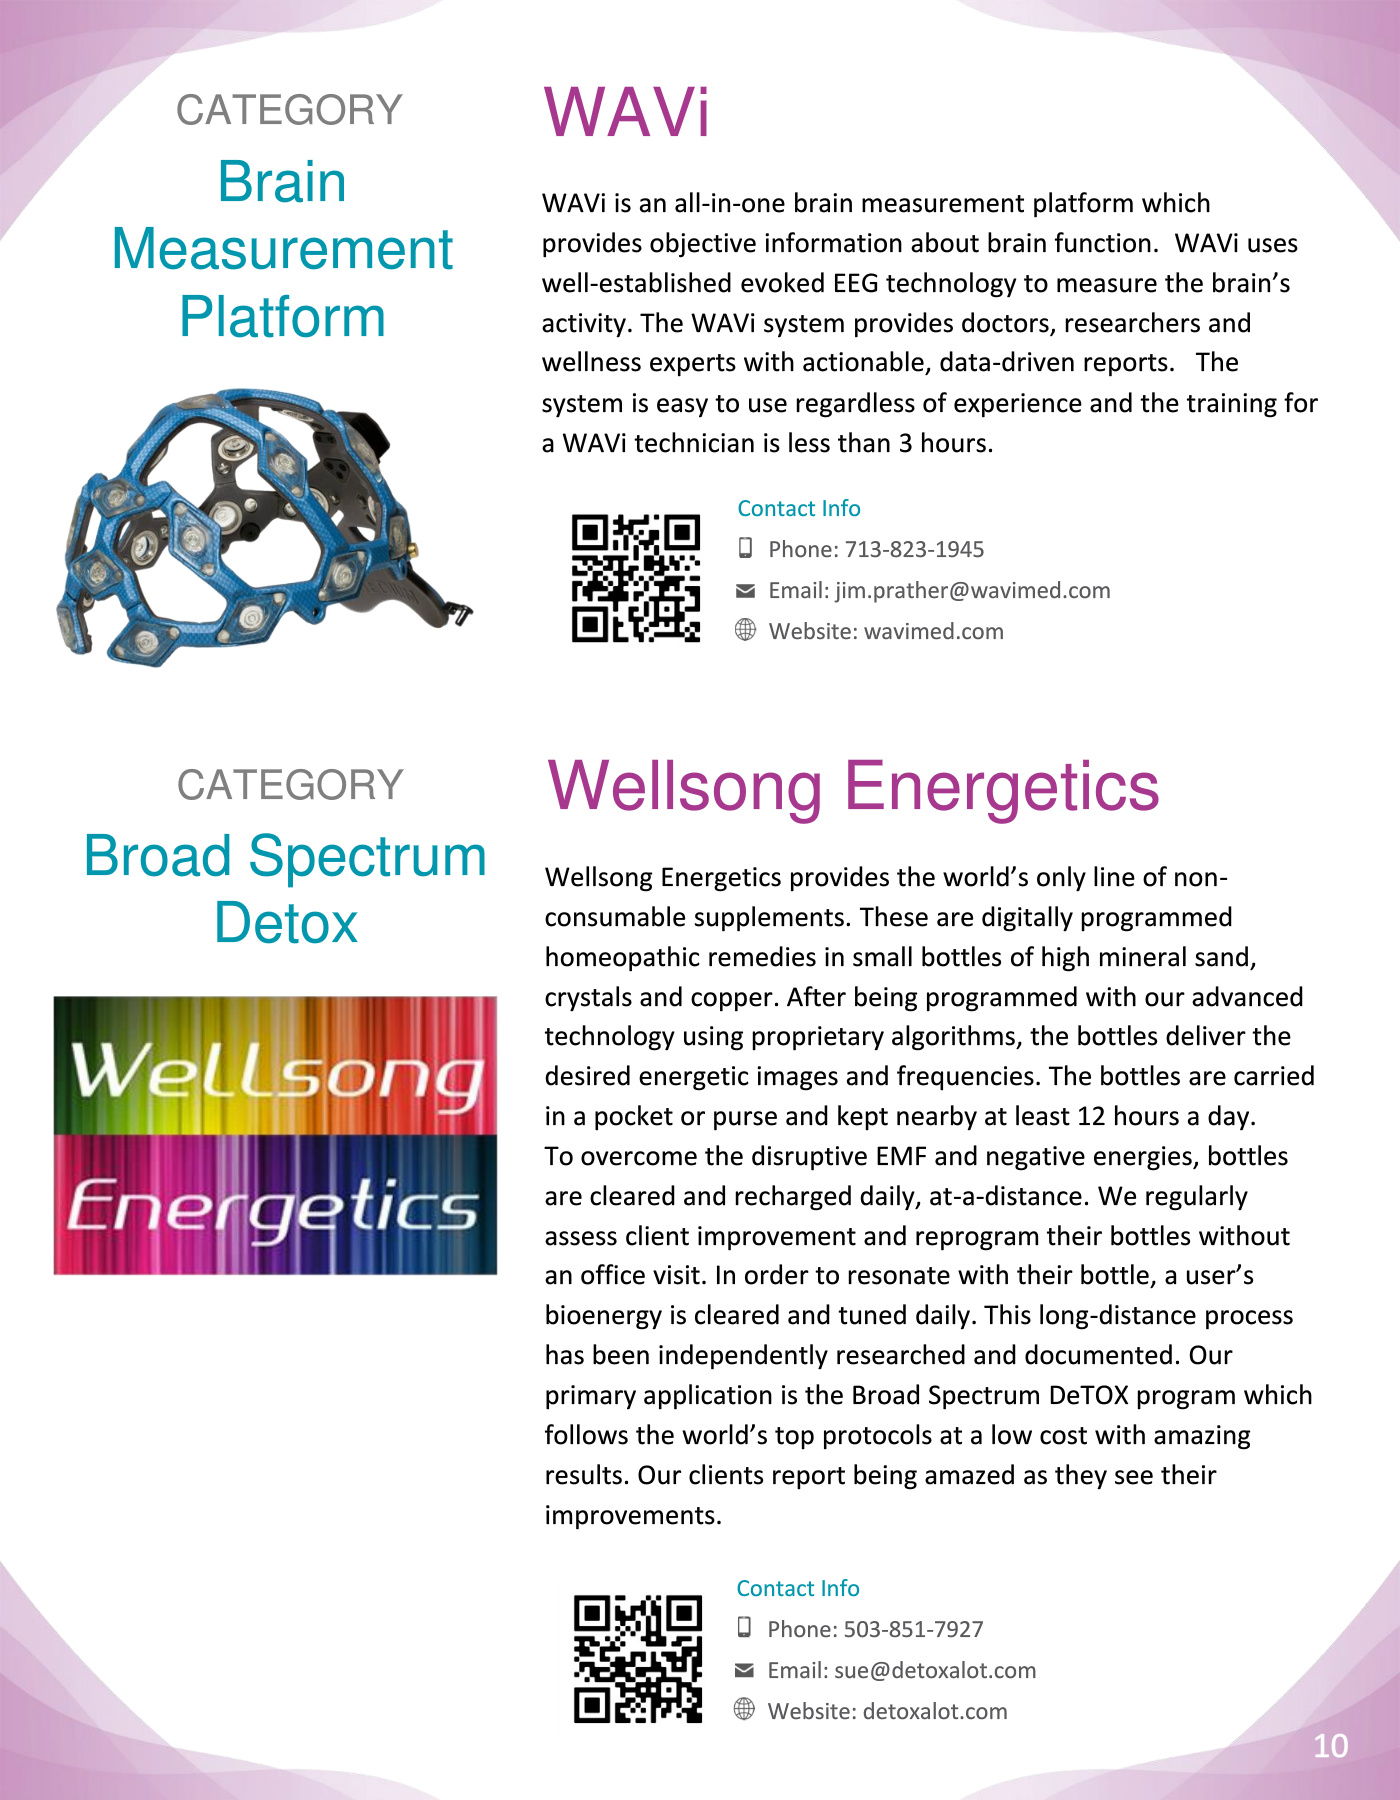 CATEGORY
Brain
Measurement
Platform
WAVi
WAVi is an all-in-one brain measurement platform which
provides objective information about brain function.  WAVi uses
well-established evoked EEG technology to measure the brain’s
activity. The WAVi system provides doctors, researchers and
wellness experts with actionable, data-driven reports.   The
system is easy to use regardless of experience and the training for
a WAVi technician is less than 3 hours.
Contact Info
Phone: 713-823-1945
Email: jim.prather@wavimed.com
Website: wavimed.com
CATEGORY
Broad Spectrum
Detox
Wellsong
Energetics
Wellsong Energetics
Wellsong Energetics provides the world’s only line of non-
consumable supplements. These are digitally programmed
homeopathic remedies in small bottles of high mineral sand,
crystals and copper. After being programmed with our advanced
technology using proprietary algorithms, the bottles deliver the
desired energetic images and frequencies. The bottles are carried
in a pocket or purse and kept nearby at least 12 hours a day.
To overcome the disruptive EMF and negative energies, bottles
are cleared and recharged daily, at-a-distance. We regularly
assess client improvement and reprogram their bottles without
an office visit. In order to resonate with their bottle, a user’s
bioenergy is cleared and tuned daily. This long-distance process
has been independently researched and documented. Our
primary application is the Broad Spectrum DeTOX program which
follows the world’s top protocols at a low cost with amazing
results. Our clients report being amazed as they see their
improvements.
Contact Info
Phone: 503-851-7927
Email: sue@detoxalot.com
Website: detoxalot.com
10